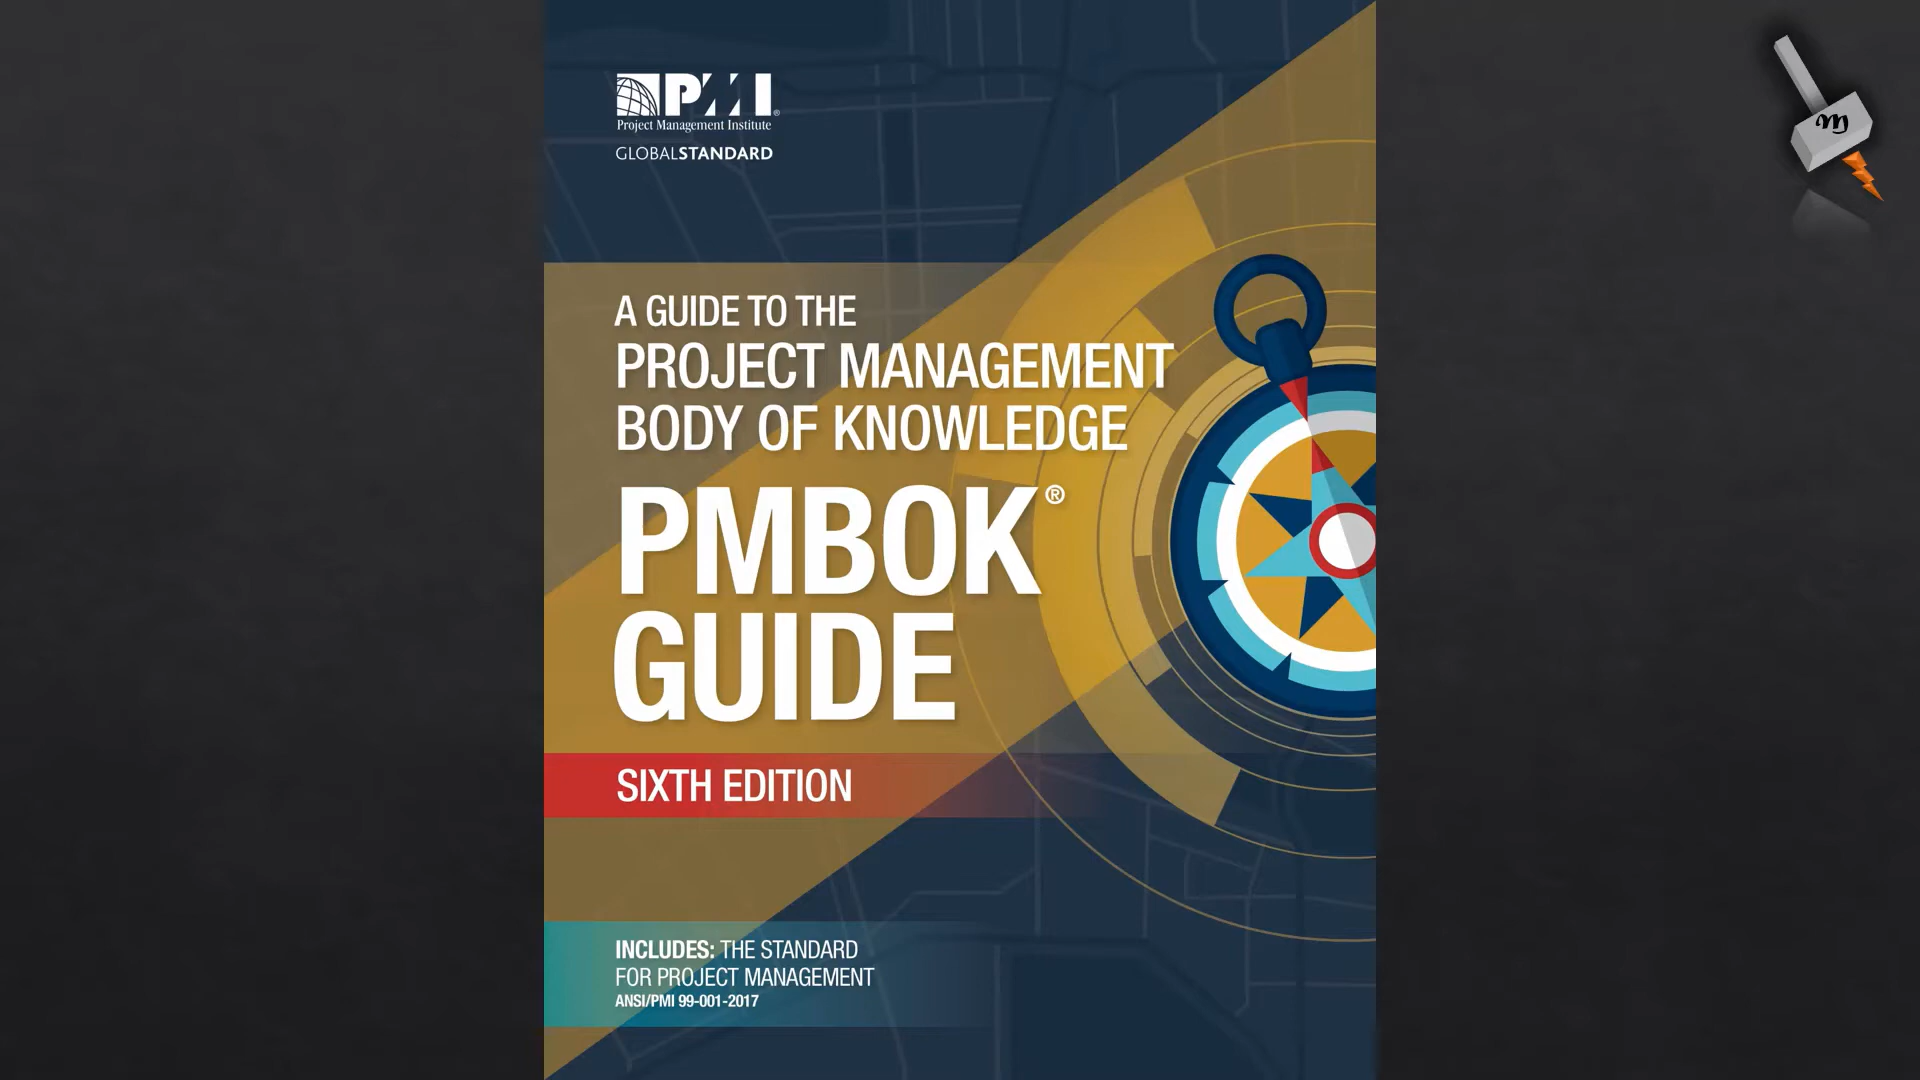 PMI®
Project Management Institute
GLOBALSTANDARD
A GUIDE TO THE
PROJECT MANAGEMENT
BODY OF KNOWLEDGE
PMBOK®
GUIDE
SIXTH EDITION
INCLUDES: THE STANDARD
FOR PROJECT MANAGEMENT
ANSI/PMI 99-001-2017
m